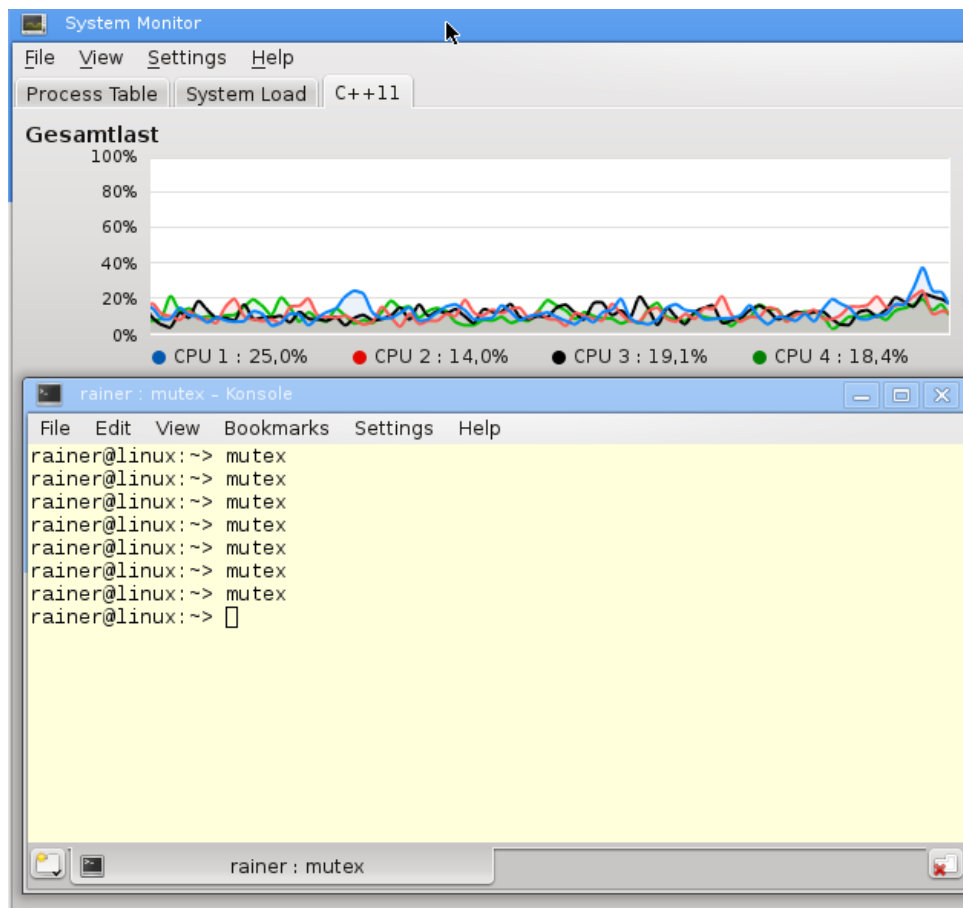 System Monitor
File View Settings Help
Process Table System Load C++11
Gesamtlast
100%
80%
60%
40%
20%
0%
CPU 1 : 25,0% CPU 2 : 14,0% CPU 3 : 19,1% CPU 4 : 18,4%
rainer : mutex – Konsole
File Edit View Bookmarks Settings Help
rainer@linux:~> mutex
rainer@linux:~> mutex
rainer@linux:~> mutex
rainer@linux:~> mutex
rainer@linux:~> mutex
rainer@linux:~> mutex
rainer@linux:~> mutex
rainer@linux:~>
rainer : mutex